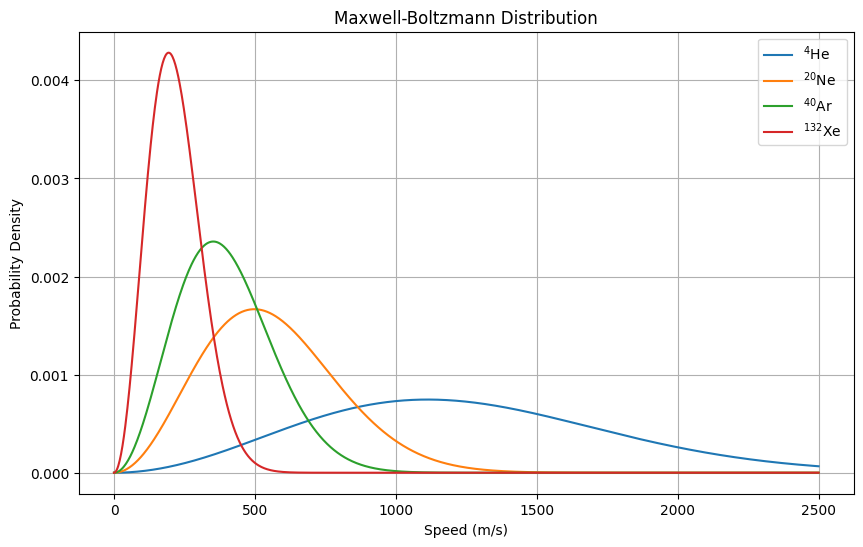 Maxwell-Boltzmann Distribution
⁴He
²⁰Ne
⁴⁰Ar
¹³²Xe
0.004
0.003
0.002
0.001
0.000
Probability Density
0 500 1000 1500 2000 2500
Speed (m/s)